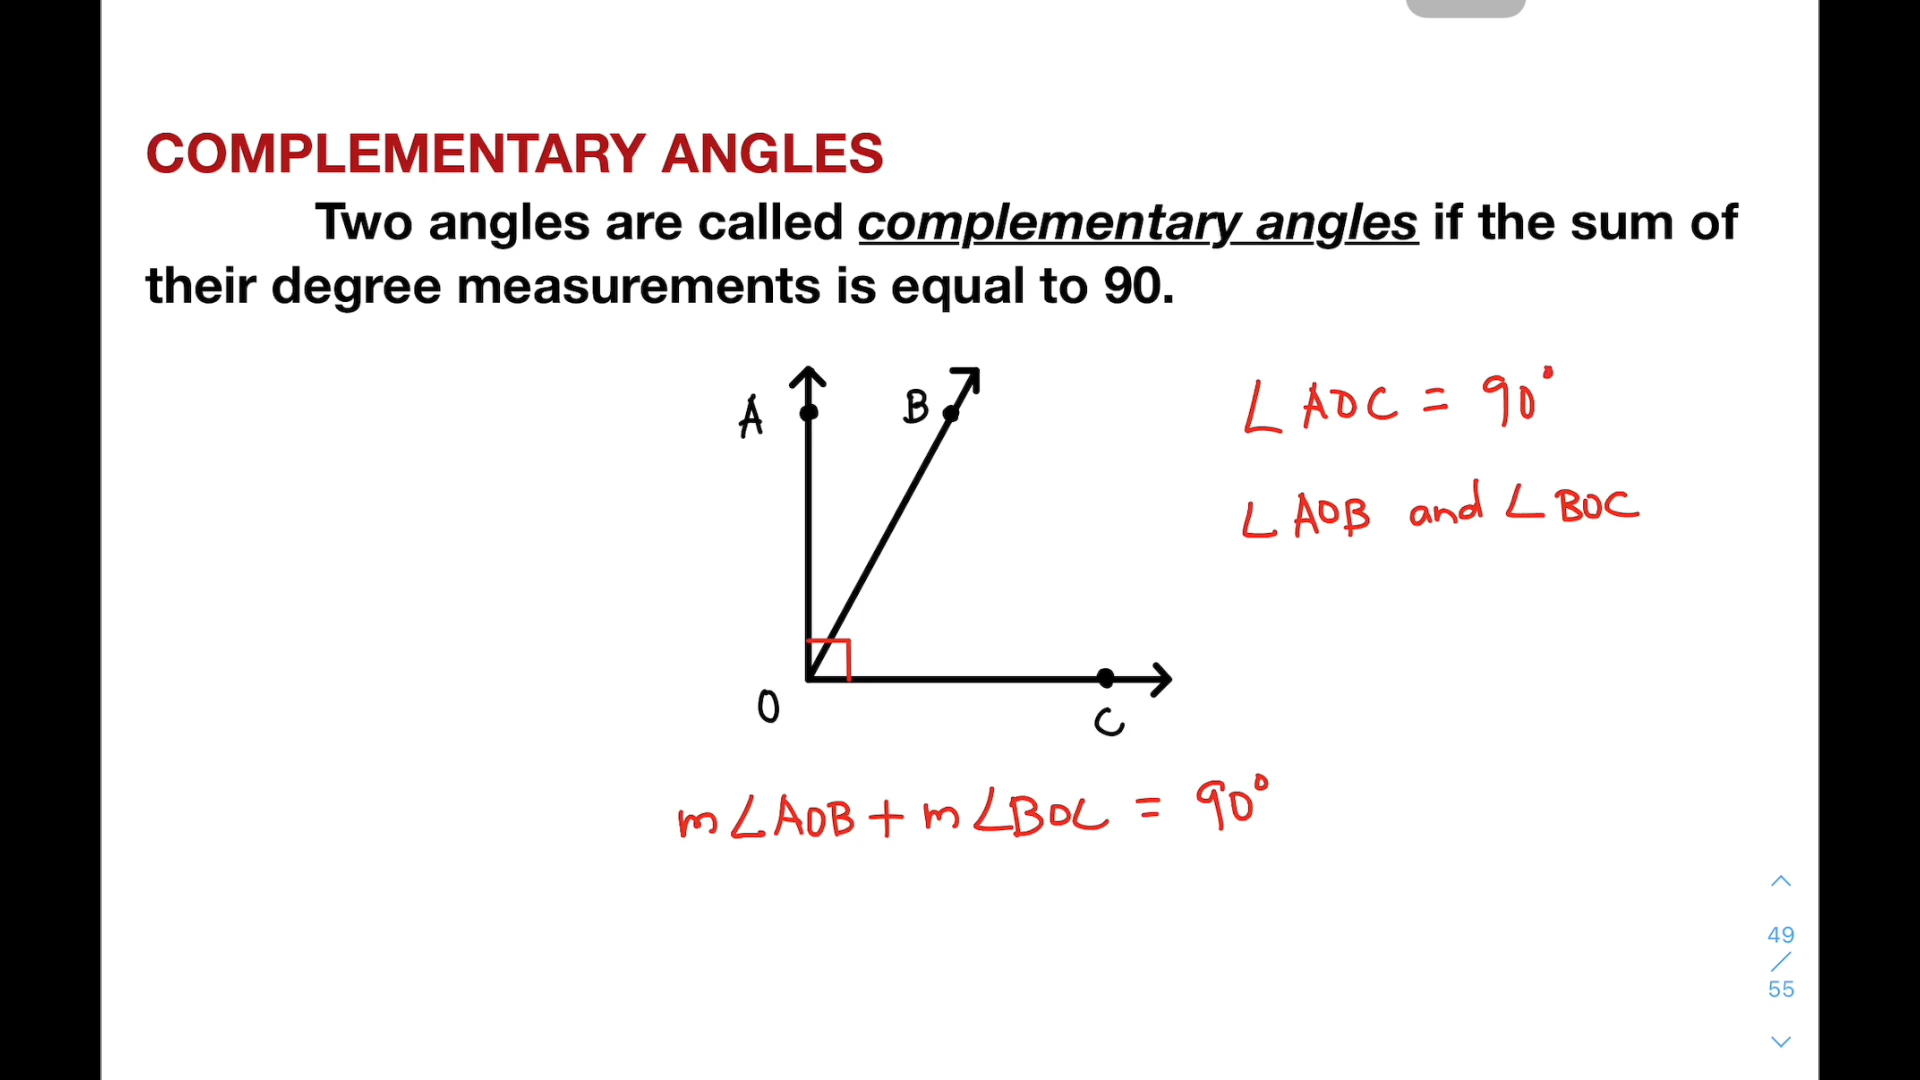 COMPLEMENTARY ANGLES
Two angles are called complementary angles if the sum of
their degree measurements is equal to 90.
A
B
∠AOC = 90°
∠AOB and ∠BOC
O
C
m∠AOB + m∠BOC = 90°
49
/
55